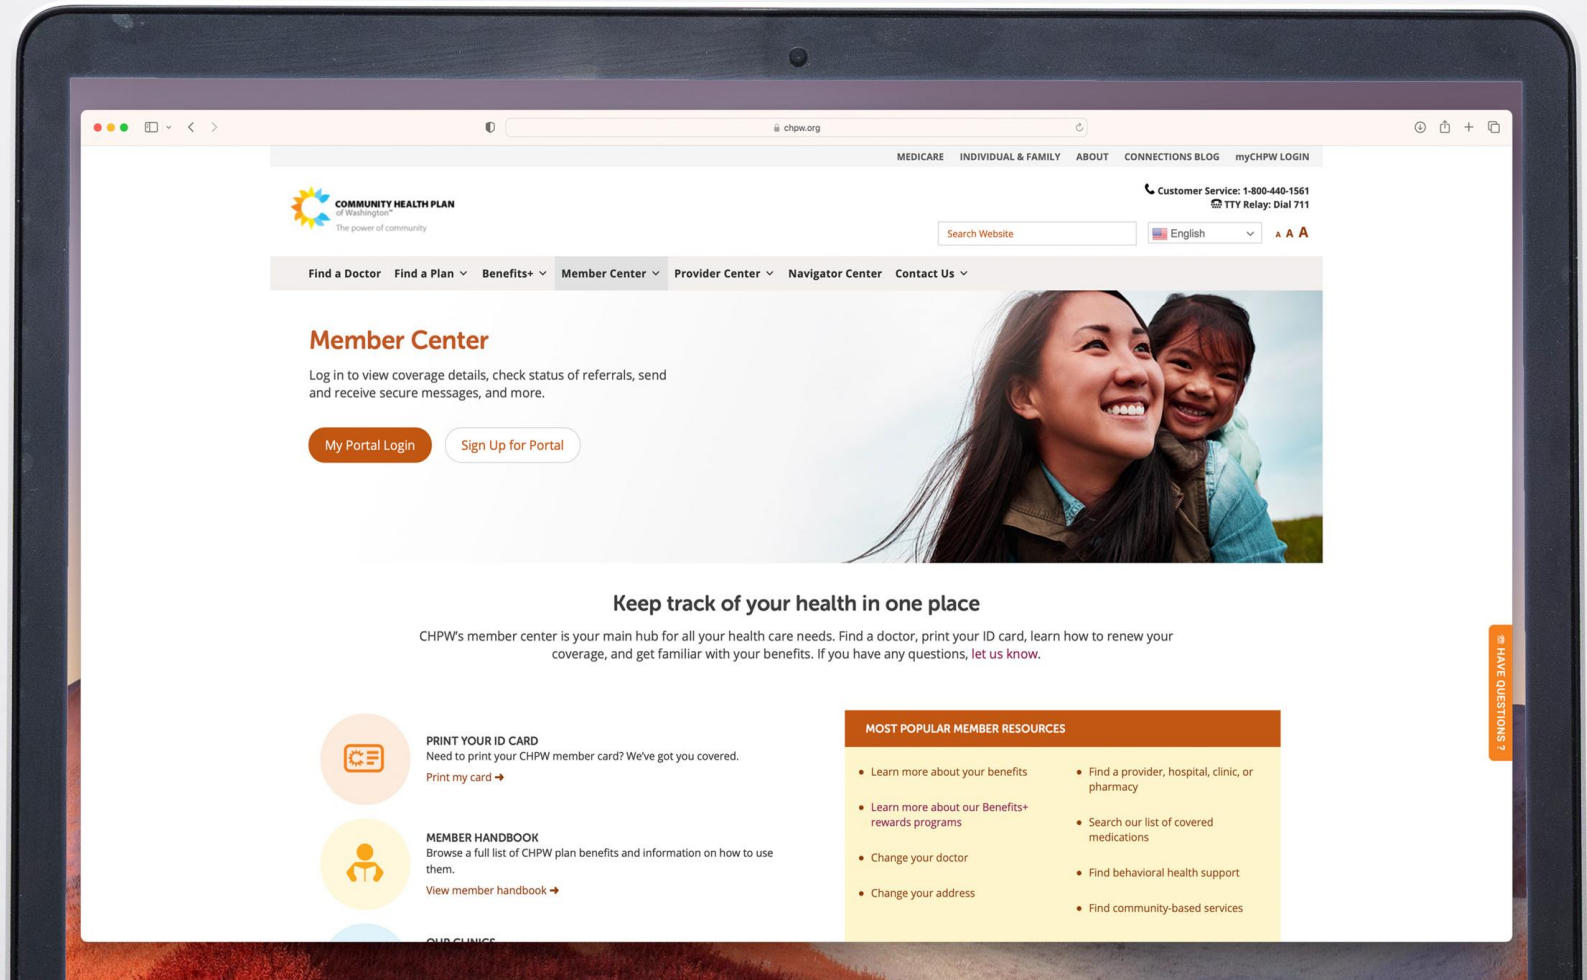 chpw.org
MEDICARE INDIVIDUAL & FAMILY ABOUT CONNECTIONS BLOG myCHPW LOGIN
COMMUNITY HEALTH PLAN
of Washington™
The power of community
Customer Service: 1-800-440-1561
TTY Relay: Dial 711
Search Website
English
A A A
Find a Doctor Find a Plan Benefits+ Member Center Provider Center Navigator Center Contact Us
Member Center
Log in to view coverage details, check status of referrals, send
and receive secure messages, and more.
My Portal Login Sign Up for Portal
Keep track of your health in one place
CHPW's member center is your main hub for all your health care needs. Find a doctor, print your ID card, learn how to renew your
coverage, and get familiar with your benefits. If you have any questions, let us know.
HAVE QUESTIONS ?
PRINT YOUR ID CARD
Need to print your CHPW member card? We've got you covered.
Print my card ➔
MEMBER HANDBOOK
Browse a full list of CHPW plan benefits and information on how to use
them.
View member handbook ➔
OUR CLINICS
MOST POPULAR MEMBER RESOURCES
• Learn more about your benefits
• Learn more about our Benefits+
rewards programs
• Change your doctor
• Change your address
• Find a provider, hospital, clinic, or
pharmacy
• Search our list of covered
medications
• Find behavioral health support
• Find community-based services